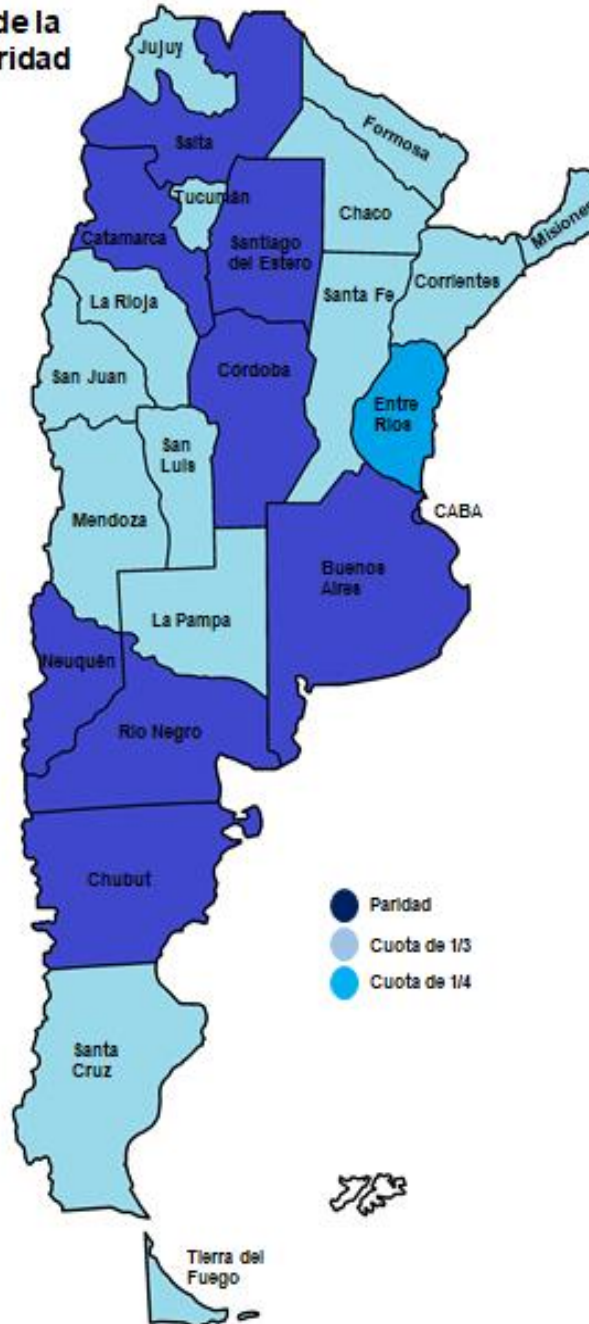 de la
ridad
Jujuy
Salta
Formosa
Tucumán
Chaco
Misiones
Catamarca
Santiago
del Estero
La Rioja
Santa Fe
Corrientes
San Juan
Córdoba
Entre
Rios
San
Luis
CABA
Mendoza
Buenos
Aires
La Pampa
Neuquén
Rio Negro
Chubut
Paridad
Cuota de 1/3
Cuota de 1/4
Santa
Cruz
Tierra del
Fuego